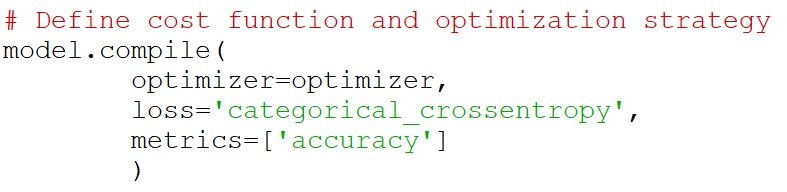 # Define cost function and optimization strategy
model.compile(
        optimizer=optimizer,
        loss='categorical_crossentropy',
        metrics=['accuracy']
        )